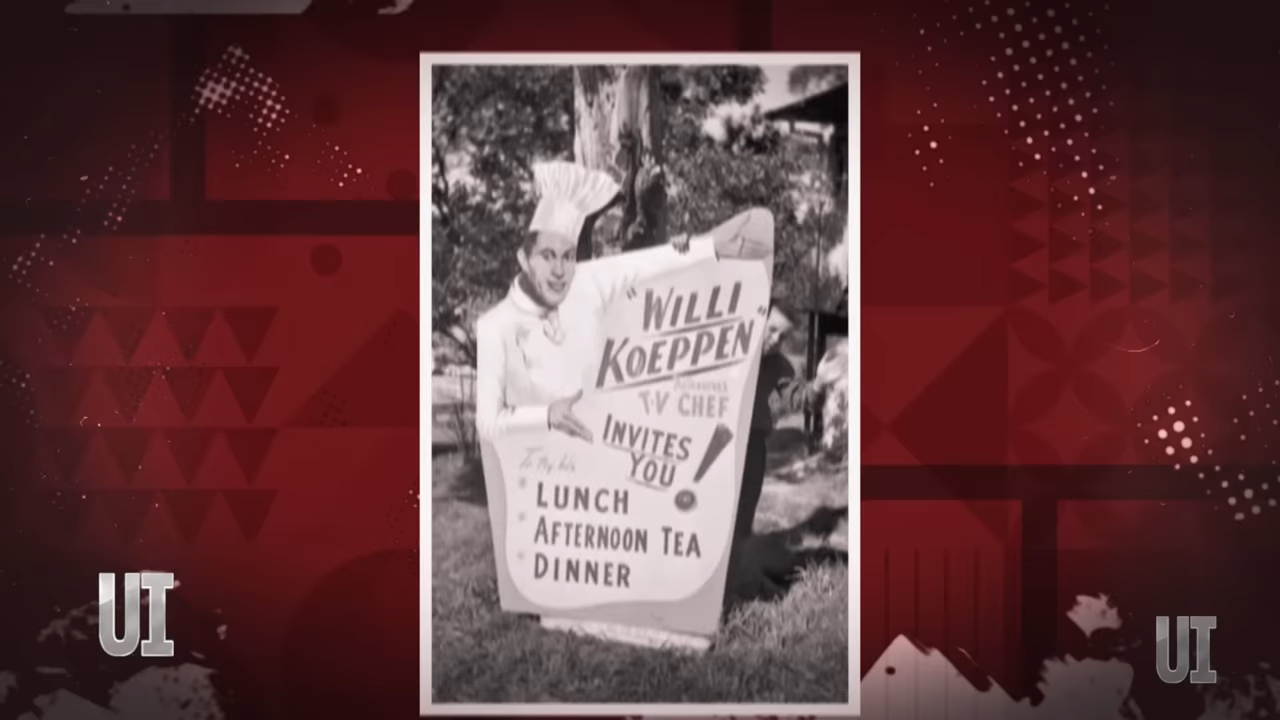 "WILLI
KOEPPEN"
T·V CHEF
INVITES
YOU!
LUNCH
AFTERNOON TEA
DINNER
UI
UI